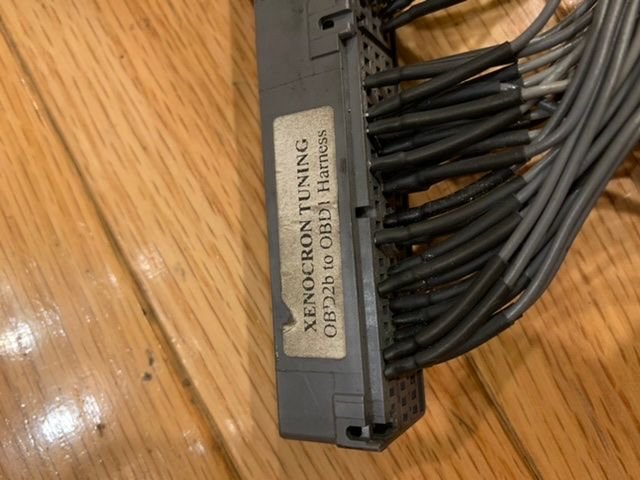 XENOCRON TUNING
OBD2b to OBD1 Harness